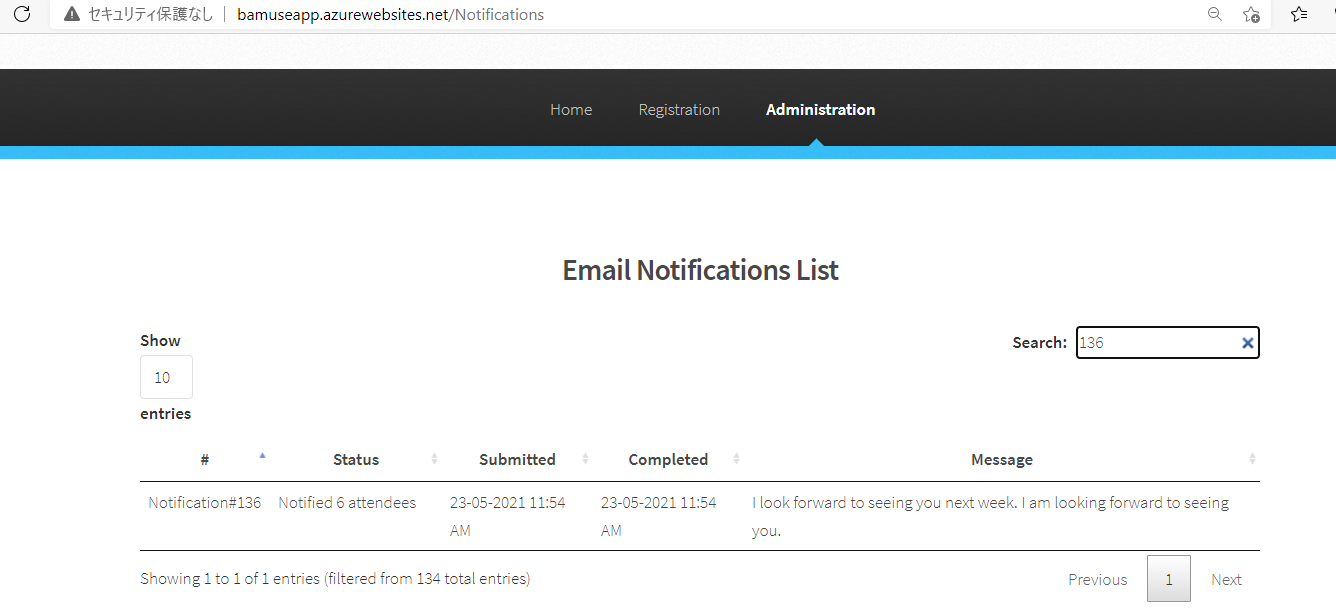 セキュリティ保護なし | bamuseapp.azurewebsites.net/Notifications
Home Registration Administration
Email Notifications List
Show
Search: 136
10
entries
# Status Submitted Completed Message
Notification#136 Notified 6 attendees 23-05-2021 11:54 23-05-2021 11:54 I look forward to seeing you next week. I am looking forward to seeing
AM AM you.
Showing 1 to 1 of 1 entries (filtered from 134 total entries) Previous 1 Next